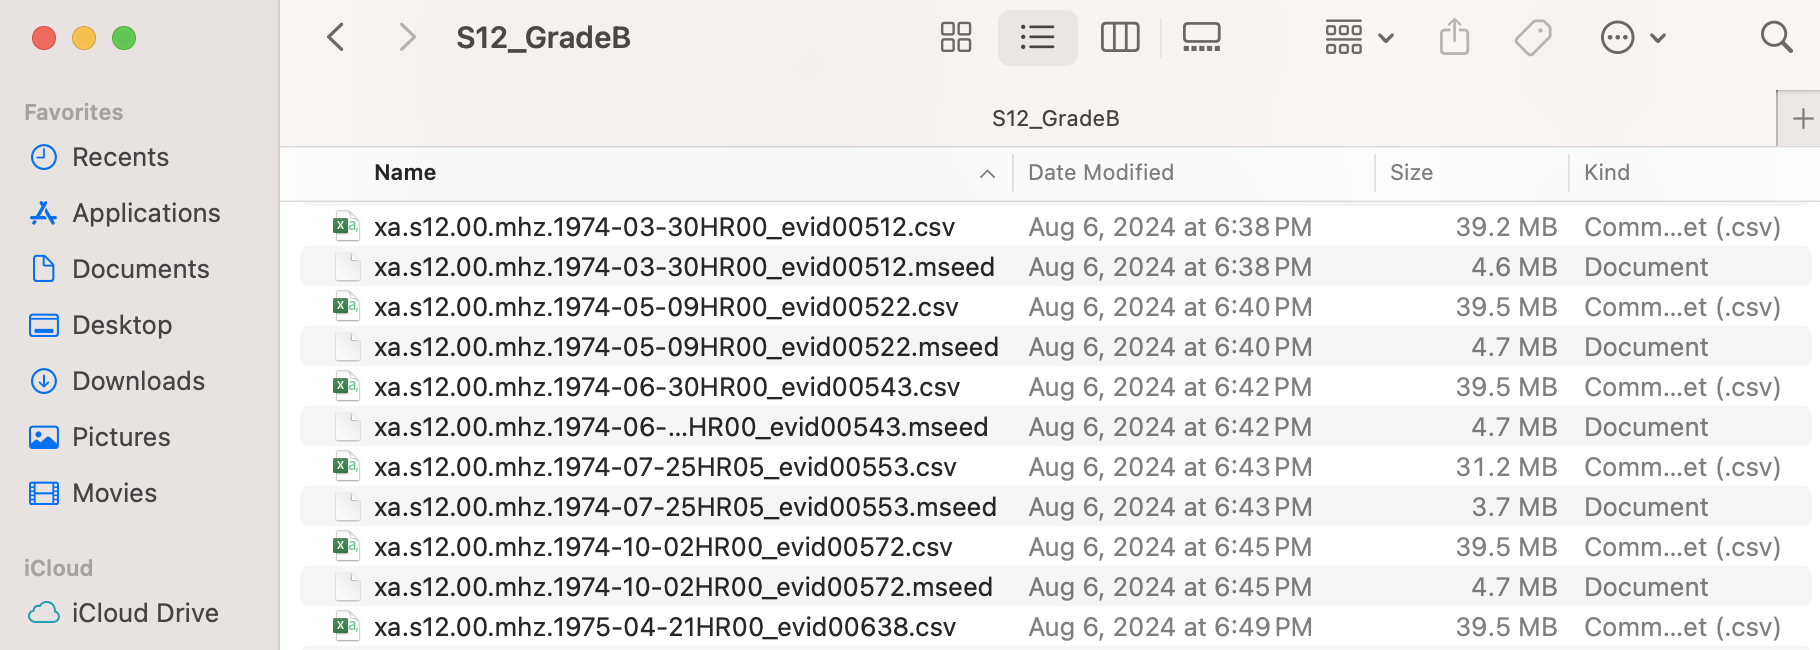 S12_GradeB
S12_GradeB
Favorites
Recents
Applications
Documents
Desktop
Downloads
Pictures
Movies
iCloud
iCloud Drive
Name Date Modified Size Kind
xa.s12.00.mhz.1974-03-30HR00_evid00512.csv Aug 6, 2024 at 6:38 PM 39.2 MB Comm...et (.csv)
xa.s12.00.mhz.1974-03-30HR00_evid00512.mseed Aug 6, 2024 at 6:38 PM 4.6 MB Document
xa.s12.00.mhz.1974-05-09HR00_evid00522.csv Aug 6, 2024 at 6:40 PM 39.5 MB Comm...et (.csv)
xa.s12.00.mhz.1974-05-09HR00_evid00522.mseed Aug 6, 2024 at 6:40 PM 4.7 MB Document
xa.s12.00.mhz.1974-06-30HR00_evid00543.csv Aug 6, 2024 at 6:42 PM 39.5 MB Comm...et (.csv)
xa.s12.00.mhz.1974-06-...HR00_evid00543.mseed Aug 6, 2024 at 6:42 PM 4.7 MB Document
xa.s12.00.mhz.1974-07-25HR05_evid00553.csv Aug 6, 2024 at 6:43 PM 31.2 MB Comm...et (.csv)
xa.s12.00.mhz.1974-07-25HR05_evid00553.mseed Aug 6, 2024 at 6:43 PM 3.7 MB Document
xa.s12.00.mhz.1974-10-02HR00_evid00572.csv Aug 6, 2024 at 6:45 PM 39.5 MB Comm...et (.csv)
xa.s12.00.mhz.1974-10-02HR00_evid00572.mseed Aug 6, 2024 at 6:45 PM 4.7 MB Document
xa.s12.00.mhz.1975-04-21HR00_evid00638.csv Aug 6, 2024 at 6:49 PM 39.5 MB Comm...et (.csv)